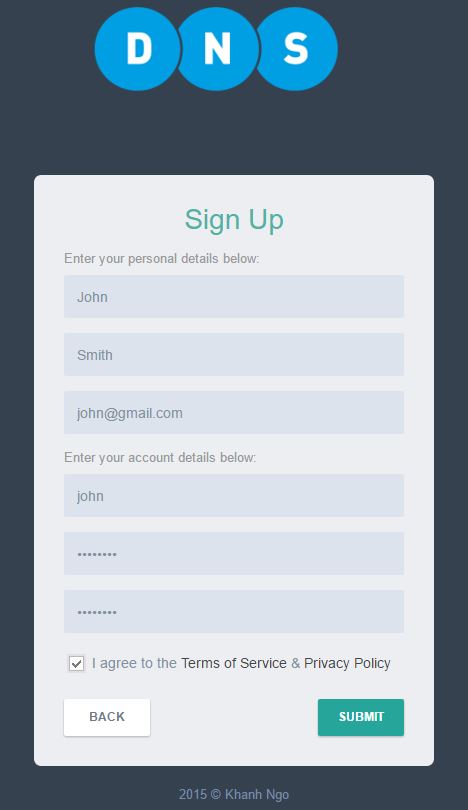 DNS
Sign Up
Enter your personal details below:
John
Smith
john@gmail.com
Enter your account details below:
john
••••••••
••••••••
I agree to the Terms of Service & Privacy Policy
BACK SUBMIT
2015 © Khanh Ngo